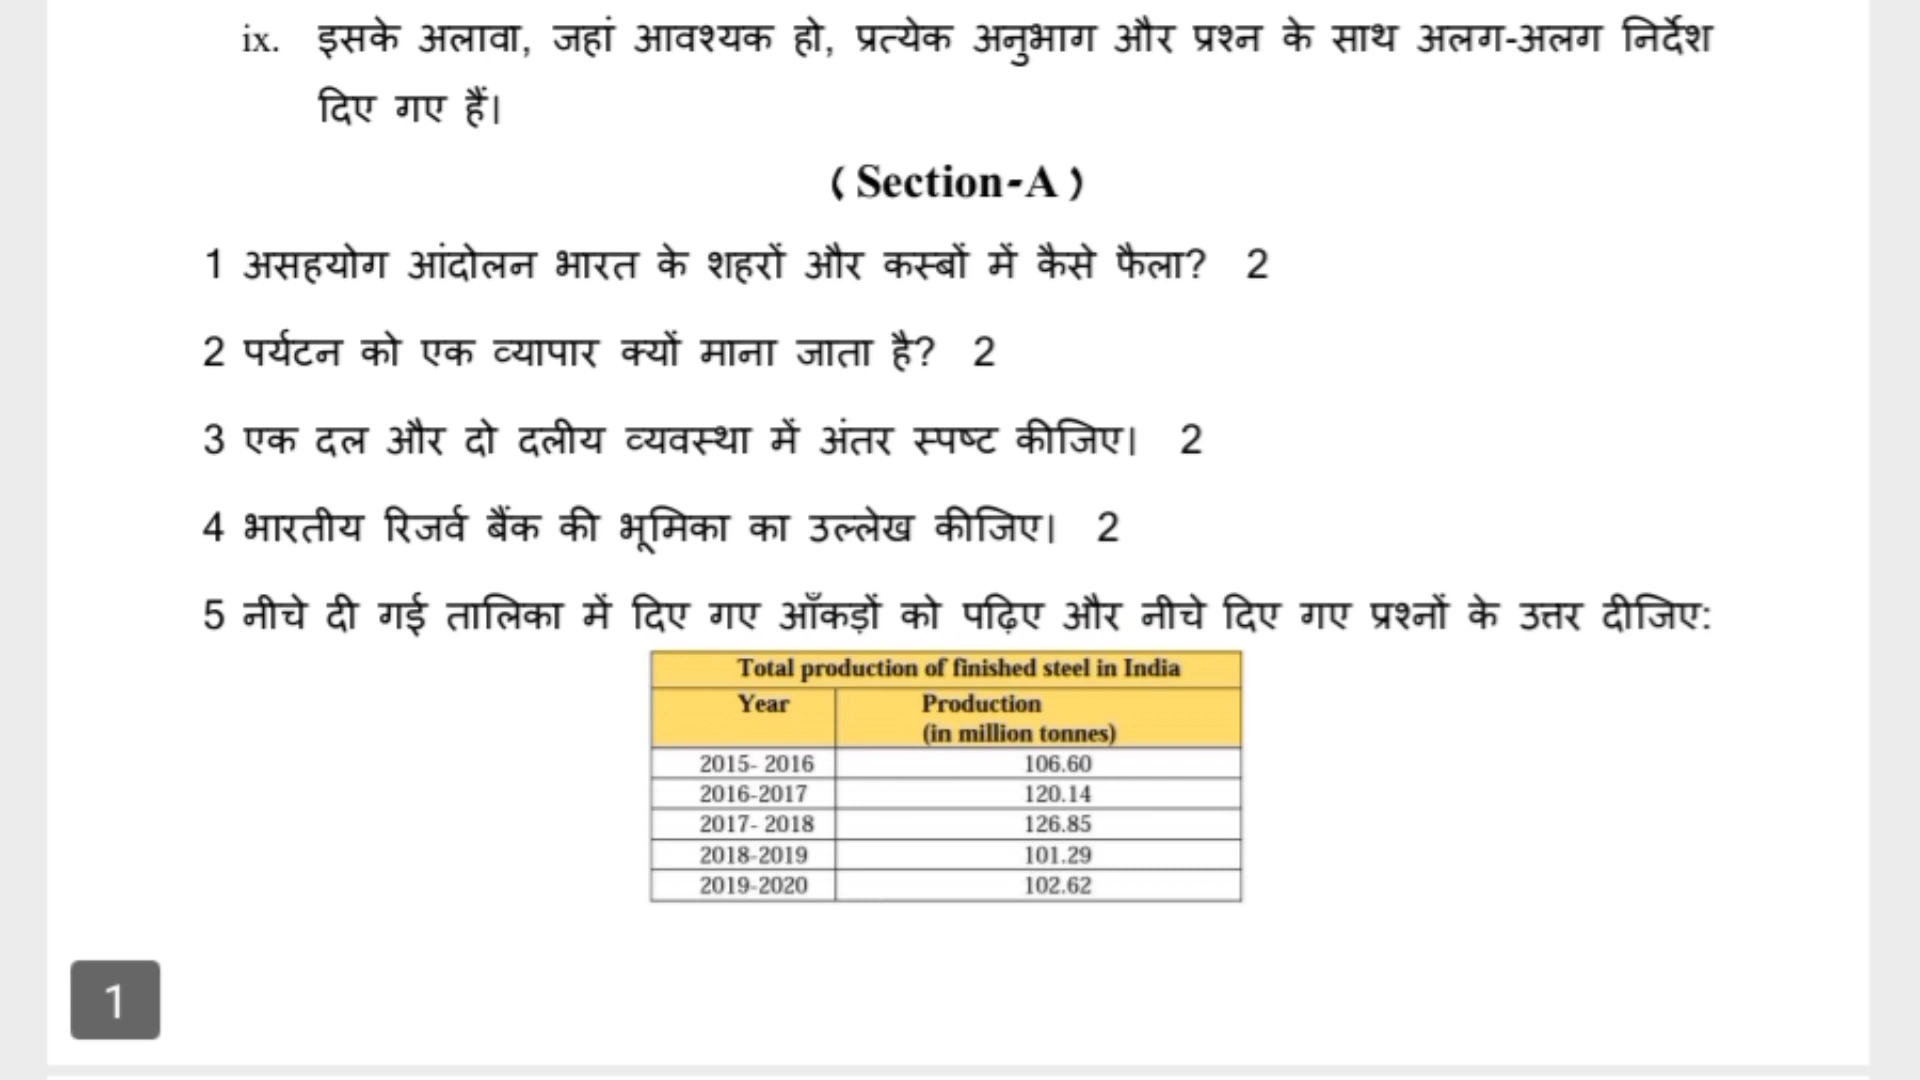 ix. इसके अलावा, जहां आवश्यक हो, प्रत्येक अनुभाग और प्रश्न के साथ अलग-अलग निर्देश
दिए गए हैं।
( Section-A )
1 असहयोग आंदोलन भारत के शहरों और कस्बों में कैसे फैला? 2
2 पर्यटन को एक व्यापार क्यों माना जाता है? 2
3 एक दल और दो दलीय व्यवस्था में अंतर स्पष्ट कीजिए। 2
4 भारतीय रिजर्व बैंक की भूमिका का उल्लेख कीजिए। 2
5 नीचे दी गई तालिका में दिए गए आँकड़ों को पढ़िए और नीचे दिए गए प्रश्नों के उत्तर दीजिए:
Total production of finished steel in India
Year Production
(in million tonnes)
2015- 2016 106.60
2016-2017 120.14
2017- 2018 126.85
2018-2019 101.29
2019-2020 102.62
1